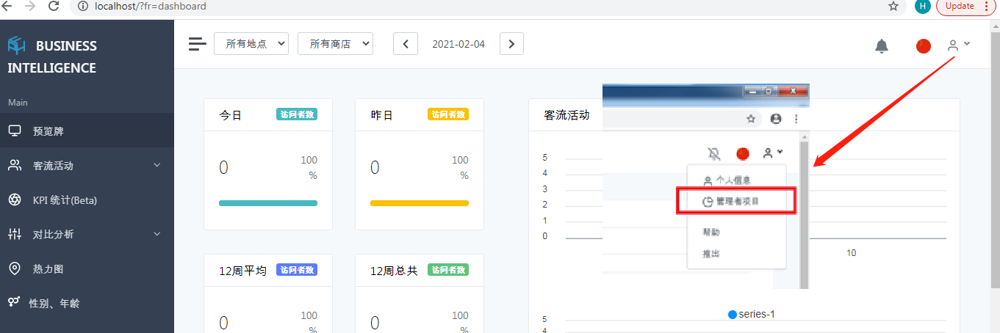 localhost/?fr=dashboard
H
Update
BUSINESS
INTELLIGENCE
所有地点
所有商店
2021-02-04
Main
预览牌
客流活动
KPI 统计(Beta)
对比分析
热力图
性别、年龄
今日
访问者数
0
100
%
昨日
访问者数
0
100
%
12周平均
访问者数
0
100
%
12周总共
访问者数
0
100
%
客流活动
5
4
3
2
1
0
10
series-1
5
4
个人信息
管理者项目
帮助
推出